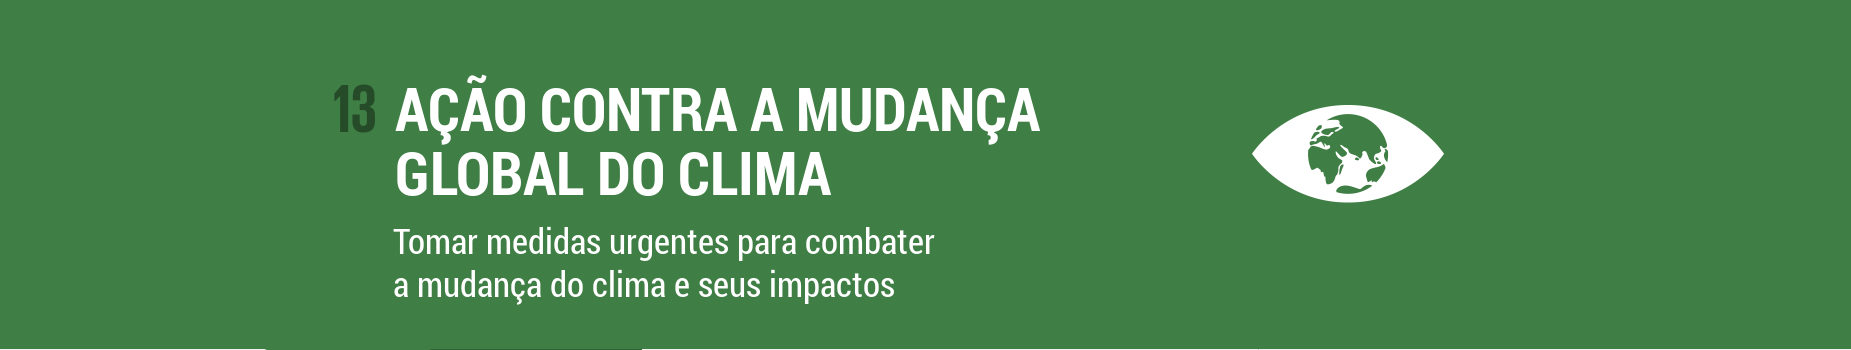 13 AÇÃO CONTRA A MUDANÇA
GLOBAL DO CLIMA
Tomar medidas urgentes para combater
a mudança do clima e seus impactos